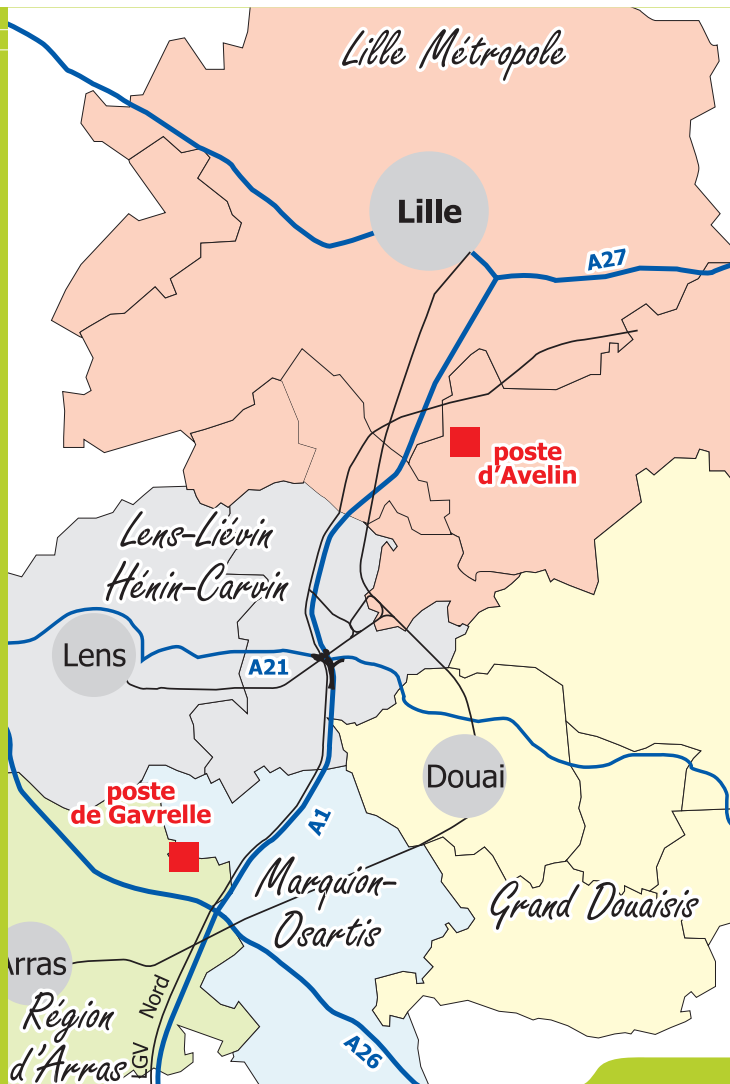 Lille Métropole
Lille
A27
poste
d'Avelin
Lens-Liévin
Hénin-Carvin
Lens
A21
Douai
poste
de Gavrelle
A1
Marquion-
Osartis
Grand Douaisis
Arras
Région
d'Arras
LGV Nord
A26